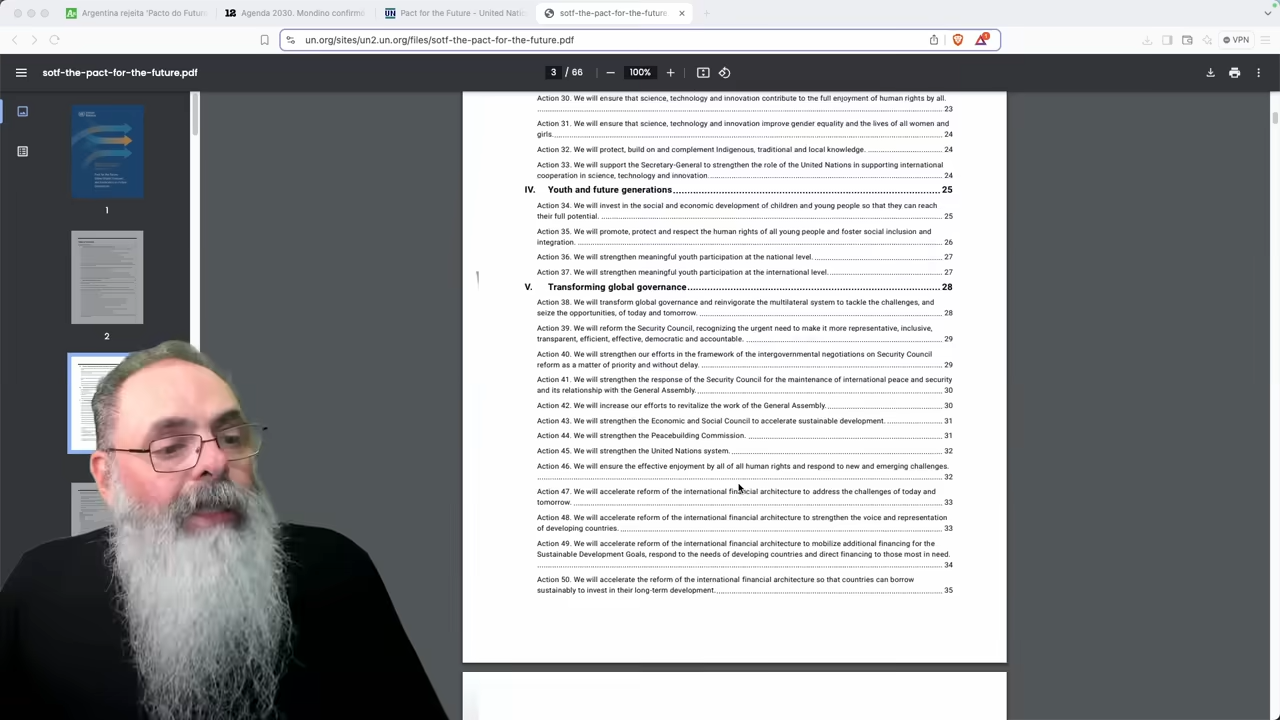 Argentina rejeita "Pacto do Futur
12 Agenda 2030. Mondino confirmó
UN Pact for the Future - United Natio
sotf-the-pact-for-the-future.
un.org/sites/un2.un.org/files/sotf-the-pact-for-the-future.pdf
VPN
sotf-the-pact-for-the-future.pdf
3 / 66
100%
1
2
Action 30. We will ensure that science, technology and innovation contribute to the full enjoyment of human rights by all.
23
Action 31. We will ensure that science, technology and innovation improve gender equality and the lives of all women and
girls. 24
Action 32. We will protect, build on and complement Indigenous, traditional and local knowledge. 24
Action 33. We will support the Secretary-General to strengthen the role of the United Nations in supporting international
cooperation in science, technology and innovation. 24
IV. Youth and future generations 25
Action 34. We will invest in the social and economic development of children and young people so that they can reach
their full potential. 25
Action 35. We will promote, protect and respect the human rights of all young people and foster social inclusion and
integration. 26
Action 36. We will strengthen meaningful youth participation at the national level. 27
Action 37. We will strengthen meaningful youth participation at the international level. 27
V. Transforming global governance 28
Action 38. We will transform global governance and reinvigorate the multilateral system to tackle the challenges, and
seize the opportunities, of today and tomorrow. 28
Action 39. We will reform the Security Council, recognizing the urgent need to make it more representative, inclusive,
transparent, efficient, effective, democratic and accountable. 29
Action 40. We will strengthen our efforts in the framework of the intergovernmental negotiations on Security Council
reform as a matter of priority and without delay. 29
Action 41. We will strengthen the response of the Security Council for the maintenance of international peace and security
and its relationship with the General Assembly. 30
Action 42. We will increase our efforts to revitalize the work of the General Assembly. 30
Action 43. We will strengthen the Economic and Social Council to accelerate sustainable development. 31
Action 44. We will strengthen the Peacebuilding Commission. 31
Action 45. We will strengthen the United Nations system. 32
Action 46. We will ensure the effective enjoyment by all of all human rights and respond to new and emerging challenges.
32
Action 47. We will accelerate reform of the international financial architecture to address the challenges of today and
tomorrow. 33
Action 48. We will accelerate reform of the international financial architecture to strengthen the voice and representation
of developing countries. 33
Action 49. We will accelerate reform of the international financial architecture to mobilize additional financing for the
Sustainable Development Goals, respond to the needs of developing countries and direct financing to those most in need.
34
Action 50. We will accelerate the reform of the international financial architecture so that countries can borrow
sustainably to invest in their long-term development. 35